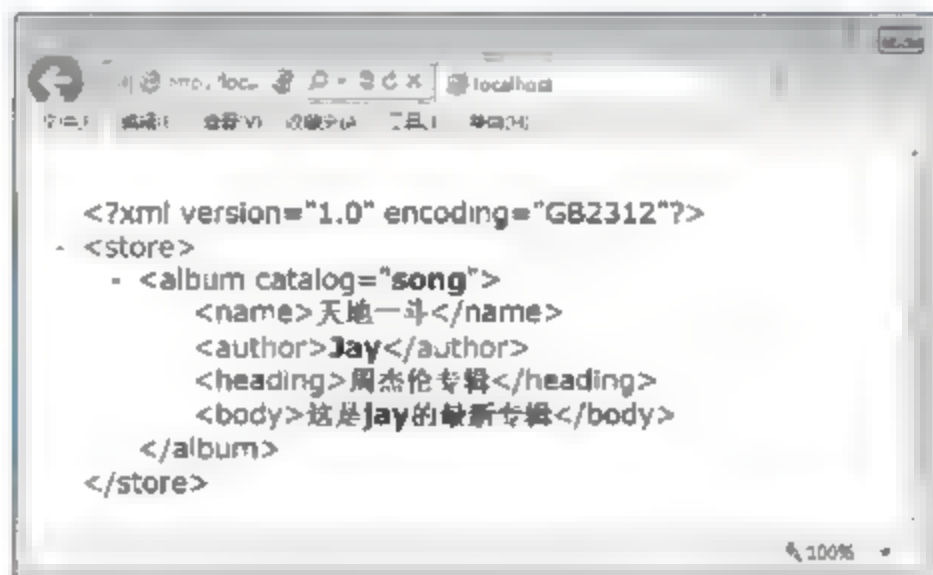 localhost
<?xml version="1.0" encoding="GB2312"?>
- <store>
- <album catalog="song">
<name>天地一斗</name>
<author>Jay</author>
<heading>周杰伦专辑</heading>
<body>这是jay的最新专辑</body>
</album>
</store>
100%